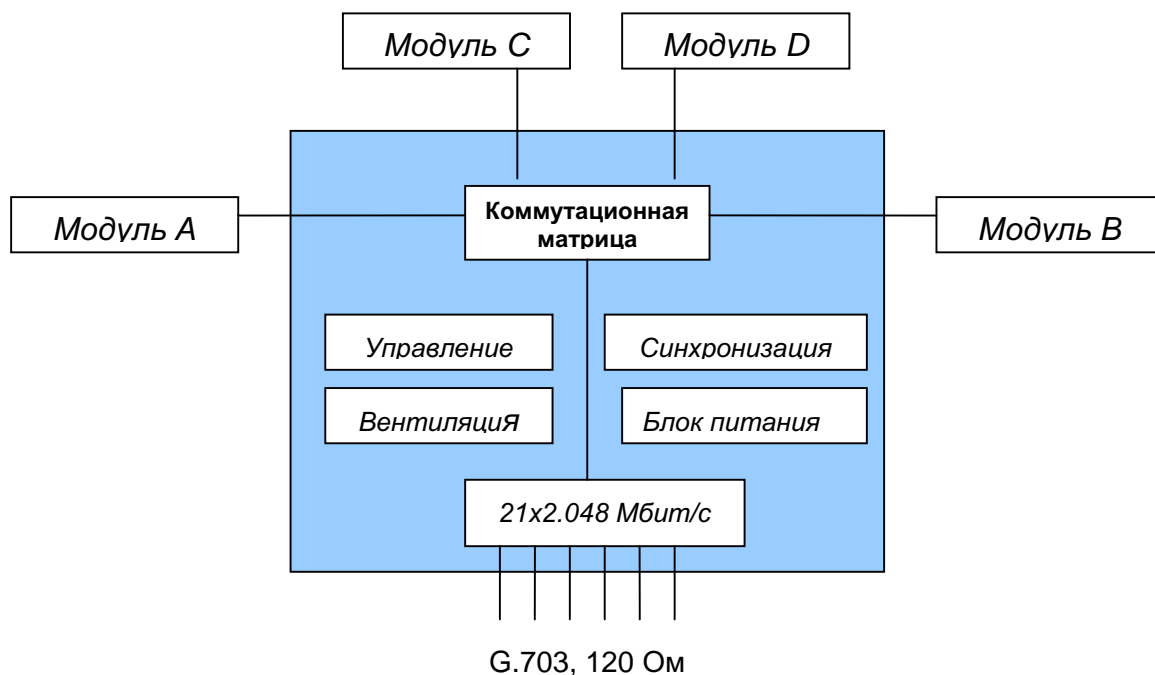 Модуль C
Модуль D
Модуль A
Коммутационная
матрица
Модуль B
Управление
Синхронизация
Вентиляция
Блок питания
21x2.048 Мбит/с
G.703, 120 Ом